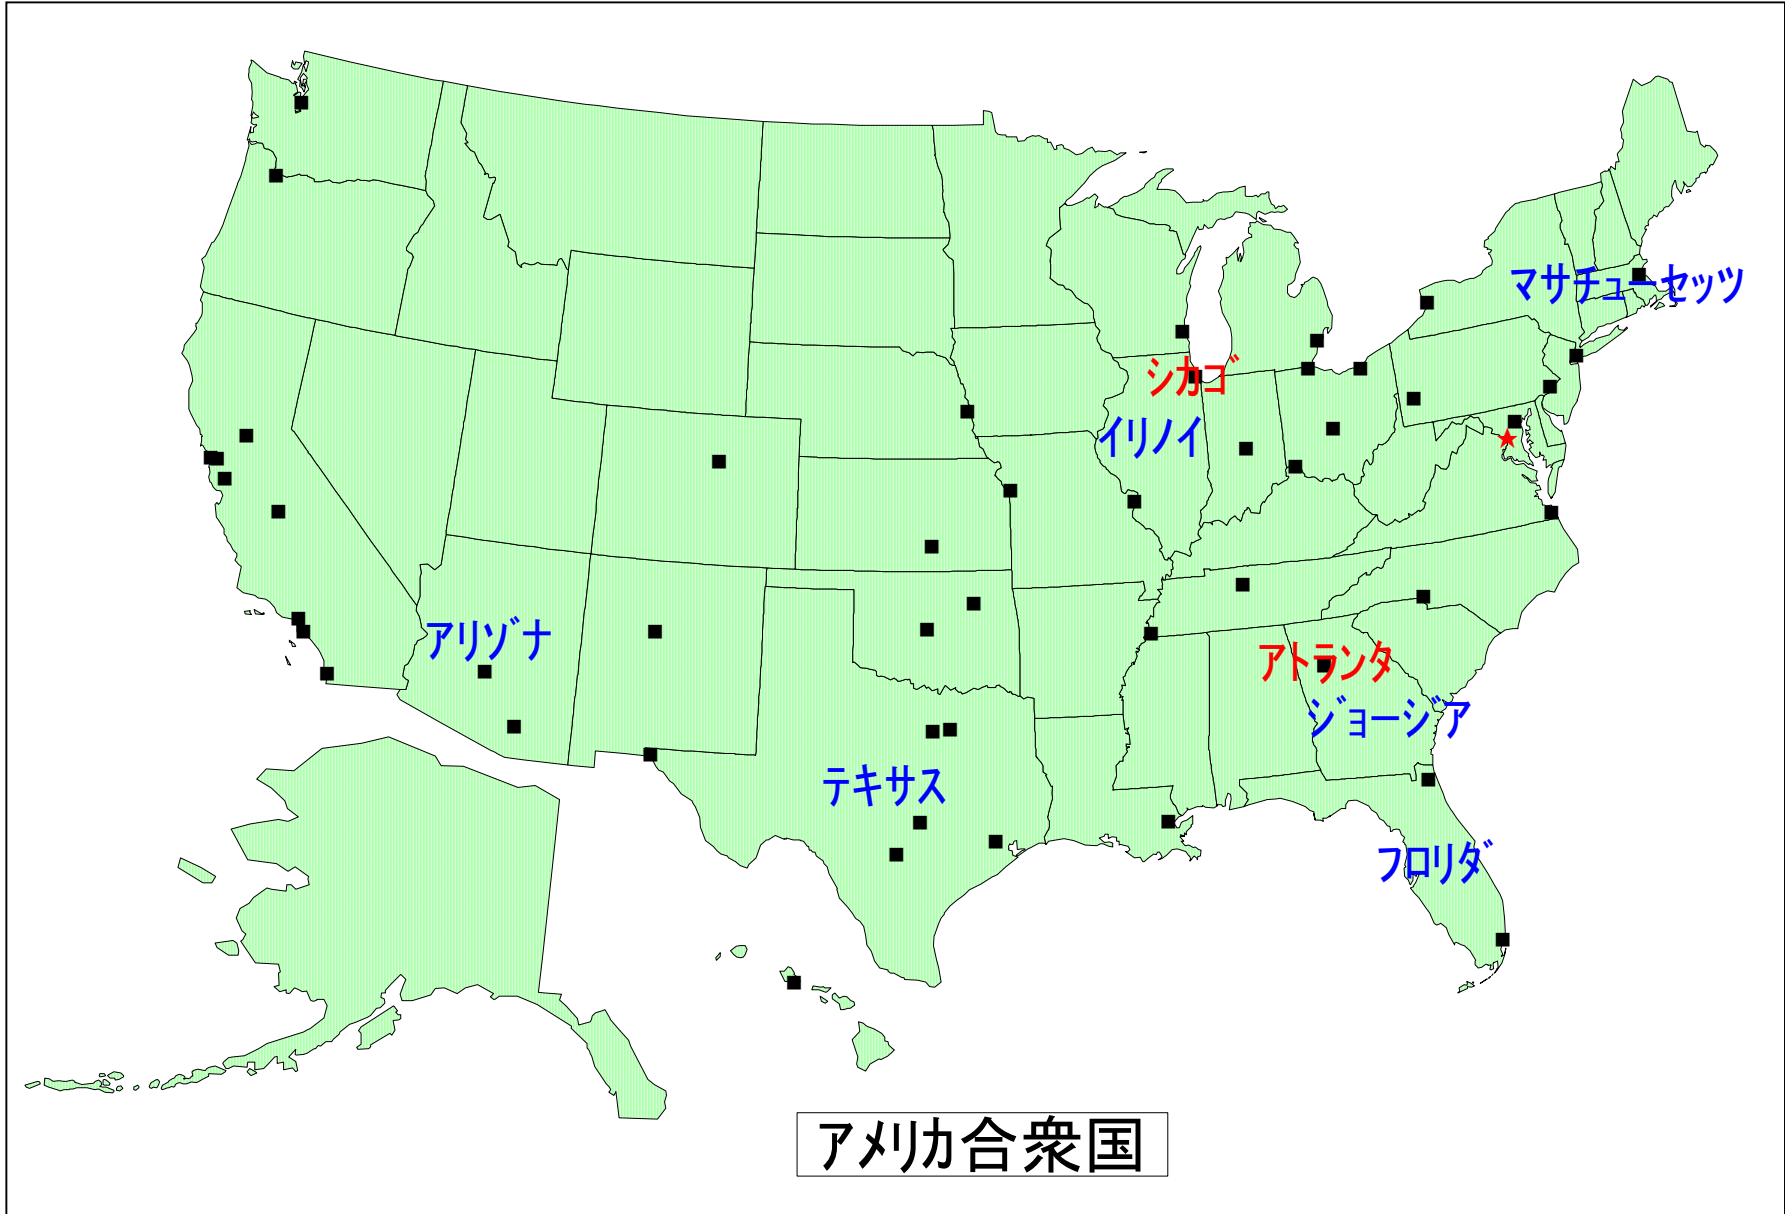 マサチューセッツ
シカゴ
イリノイ
アリゾナ
アトランタ
ジョージア
テキサス
フロリダ
アメリカ合衆国